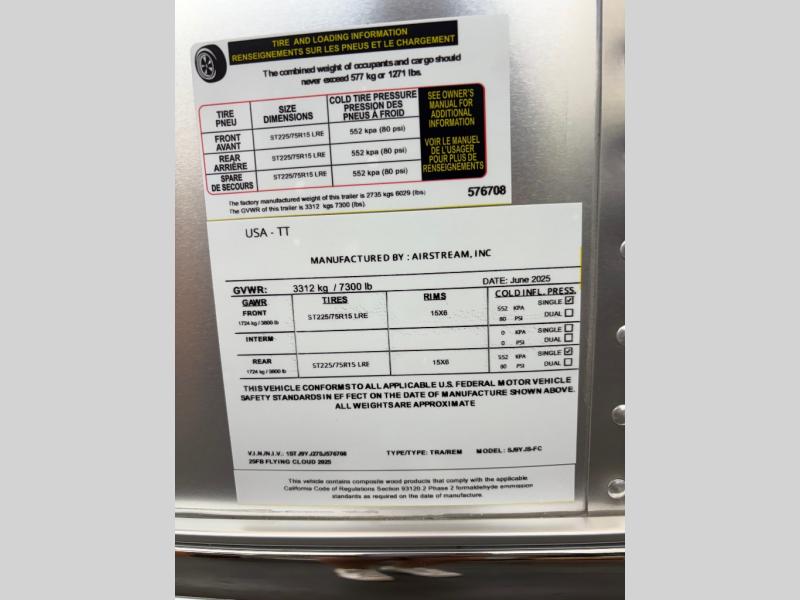 TIRE AND LOADING INFORMATION
RENSEIGNEMENTS SUR LES PNEUS ET LE CHARGEMENT
The combined weight of occupants and cargo should
never exceed 577 kg or 1271 lbs.
TIRE PNEU | SIZE DIMENSIONS | COLD TIRE PRESSURE PRESSION DES PNEUS À FROID
FRONT AVANT | ST225/75R15 LRE | 552 kpa (80 psi)
REAR ARRIÈRE | ST225/75R15 LRE | 552 kpa (80 psi)
SPARE DE SECOURS | ST225/75R15 LRE | 552 kpa (80 psi)
SEE OWNER'S
MANUAL FOR
ADDITIONAL
INFORMATION
VOIR LE MANUEL
DE L'USAGER
POUR PLUS DE
RENSEIGNEMENTS
The factory manufactured weight of this trailer is 2735 kgs 6029 (lbs)
The GVWR of this trailer is 3312 kgs 7300 (lbs).
576708
USA - TT
MANUFACTURED BY : AIRSTREAM, INC
GVWR: 3312 kg / 7300 lb
DATE: June 2025
GAWR TIRES RIMS COLD INFL. PRESS.
FRONT ST225/75R15 LRE 15X6 552 KPA SINGLE
1724 kg / 3800 lb 80 PSI DUAL
INTERM 0 KPA SINGLE
0 PSI DUAL
REAR ST225/75R15 LRE 15X6 552 KPA SINGLE
1724 kg / 3800 lb 80 PSI DUAL
THIS VEHICLE CONFORMS TO ALL APPLICABLE U.S. FEDERAL MOTOR VEHICLE
SAFETY STANDARDS IN EFFECT ON THE DATE OF MANUFACTURE SHOWN ABOVE.
ALL WEIGHTS ARE APPROXIMATE
V.I.N./N.I.V.: 1STJ9YJ27SJ576708 TYPE/TYPE: TRA/REM MODEL: SJ9YJS-FC
25FB FLYING CLOUD 2025
This vehicle contains composite wood products that comply with the applicable
California Code of Regulations Section 93120.2 Phase 2 formaldehyde emmission
standards as required on the date of manufacture.